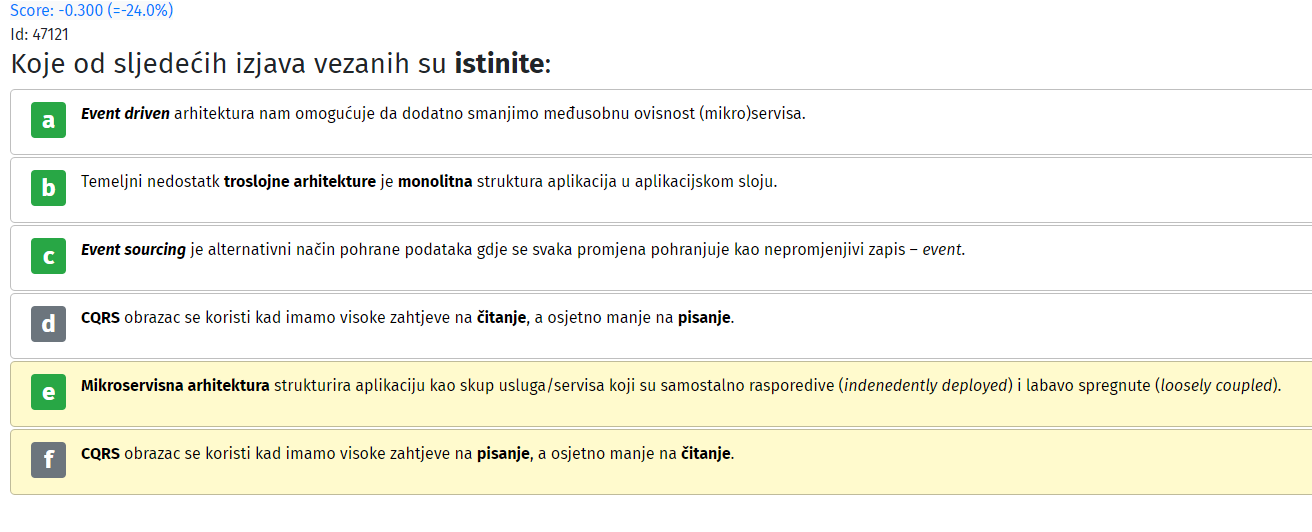 Score: -0.300 (=-24.0%)
Id: 47121
Koje od sljedećih izjava vezanih su istinite:
a Event driven arhitektura nam omogućuje da dodatno smanjimo međusobnu ovisnost (mikro)servisa.
b Temeljni nedostatk troslojne arhitekture je monolitna struktura aplikacija u aplikacijskom sloju.
c Event sourcing je alternativni način pohrane podataka gdje se svaka promjena pohranjuje kao nepromjenjivi zapis – event.
d CQRS obrazac se koristi kad imamo visoke zahtjeve na čitanje, a osjetno manje na pisanje.
e Mikroservisna arhitektura strukturira aplikaciju kao skup usluga/servisa koji su samostalno rasporedive (indenedently deployed) i labavo spregnute (loosely coupled).
f CQRS obrazac se koristi kad imamo visoke zahtjeve na pisanje, a osjetno manje na čitanje.